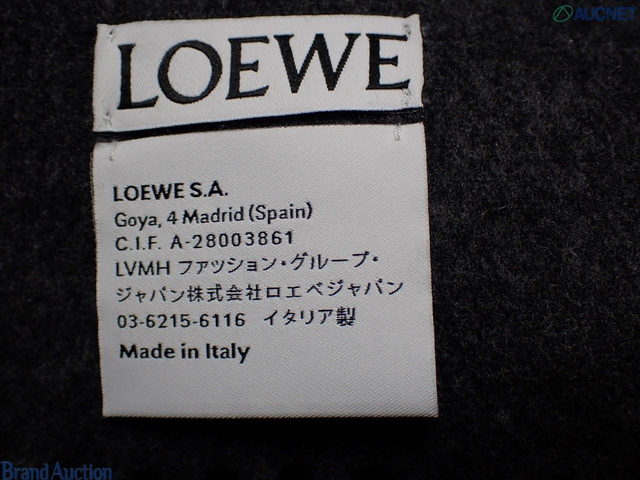 AUCNET
LOEWE
LOEWE S.A.
Goya, 4 Madrid (Spain)
C.I.F. A-28003861
LVMH ファッション・グループ・
ジャパン株式会社ロエベジャパン
03-6215-6116 イタリア製
Made in Italy
Brand Auction